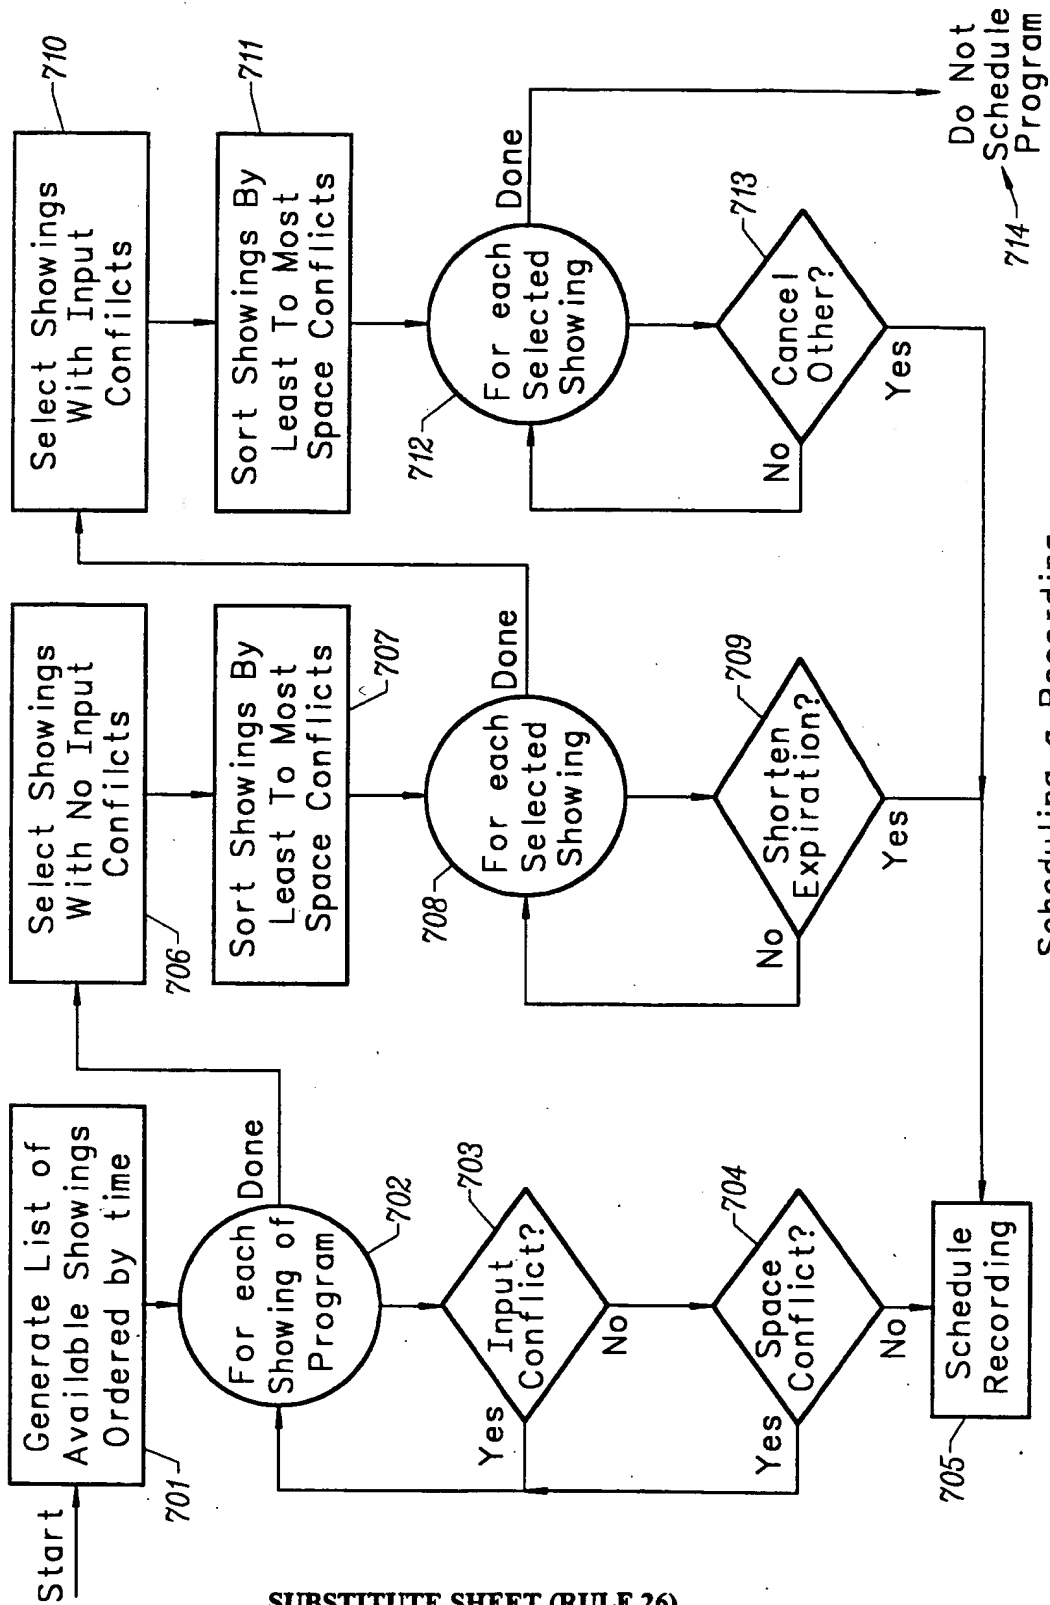 Start
Generate List of
Available Showings
Ordered by time
701
For each
Showing of
Program
702
Done
Input
Conflict?
703
Yes
No
Space
Conflict?
704
Yes
No
Schedule
Recording
705
Select Showings
With No Input
Confilcts
706
Sort Showings By
Least To Most
Space Conflicts
707
For each
Selected
Showing
708
Done
Shorten
Expiration?
709
No
Yes
Select Showings
With Input
Confilcts
710
Sort Showings By
Least To Most
Space Conflicts
711
For each
Selected
Showing
712
Done
Cancel
Other?
713
No
Yes
Do Not
Schedule
Program
714
Scheduling a Recording
SUBSTITUTE SHEET (RULE 26)